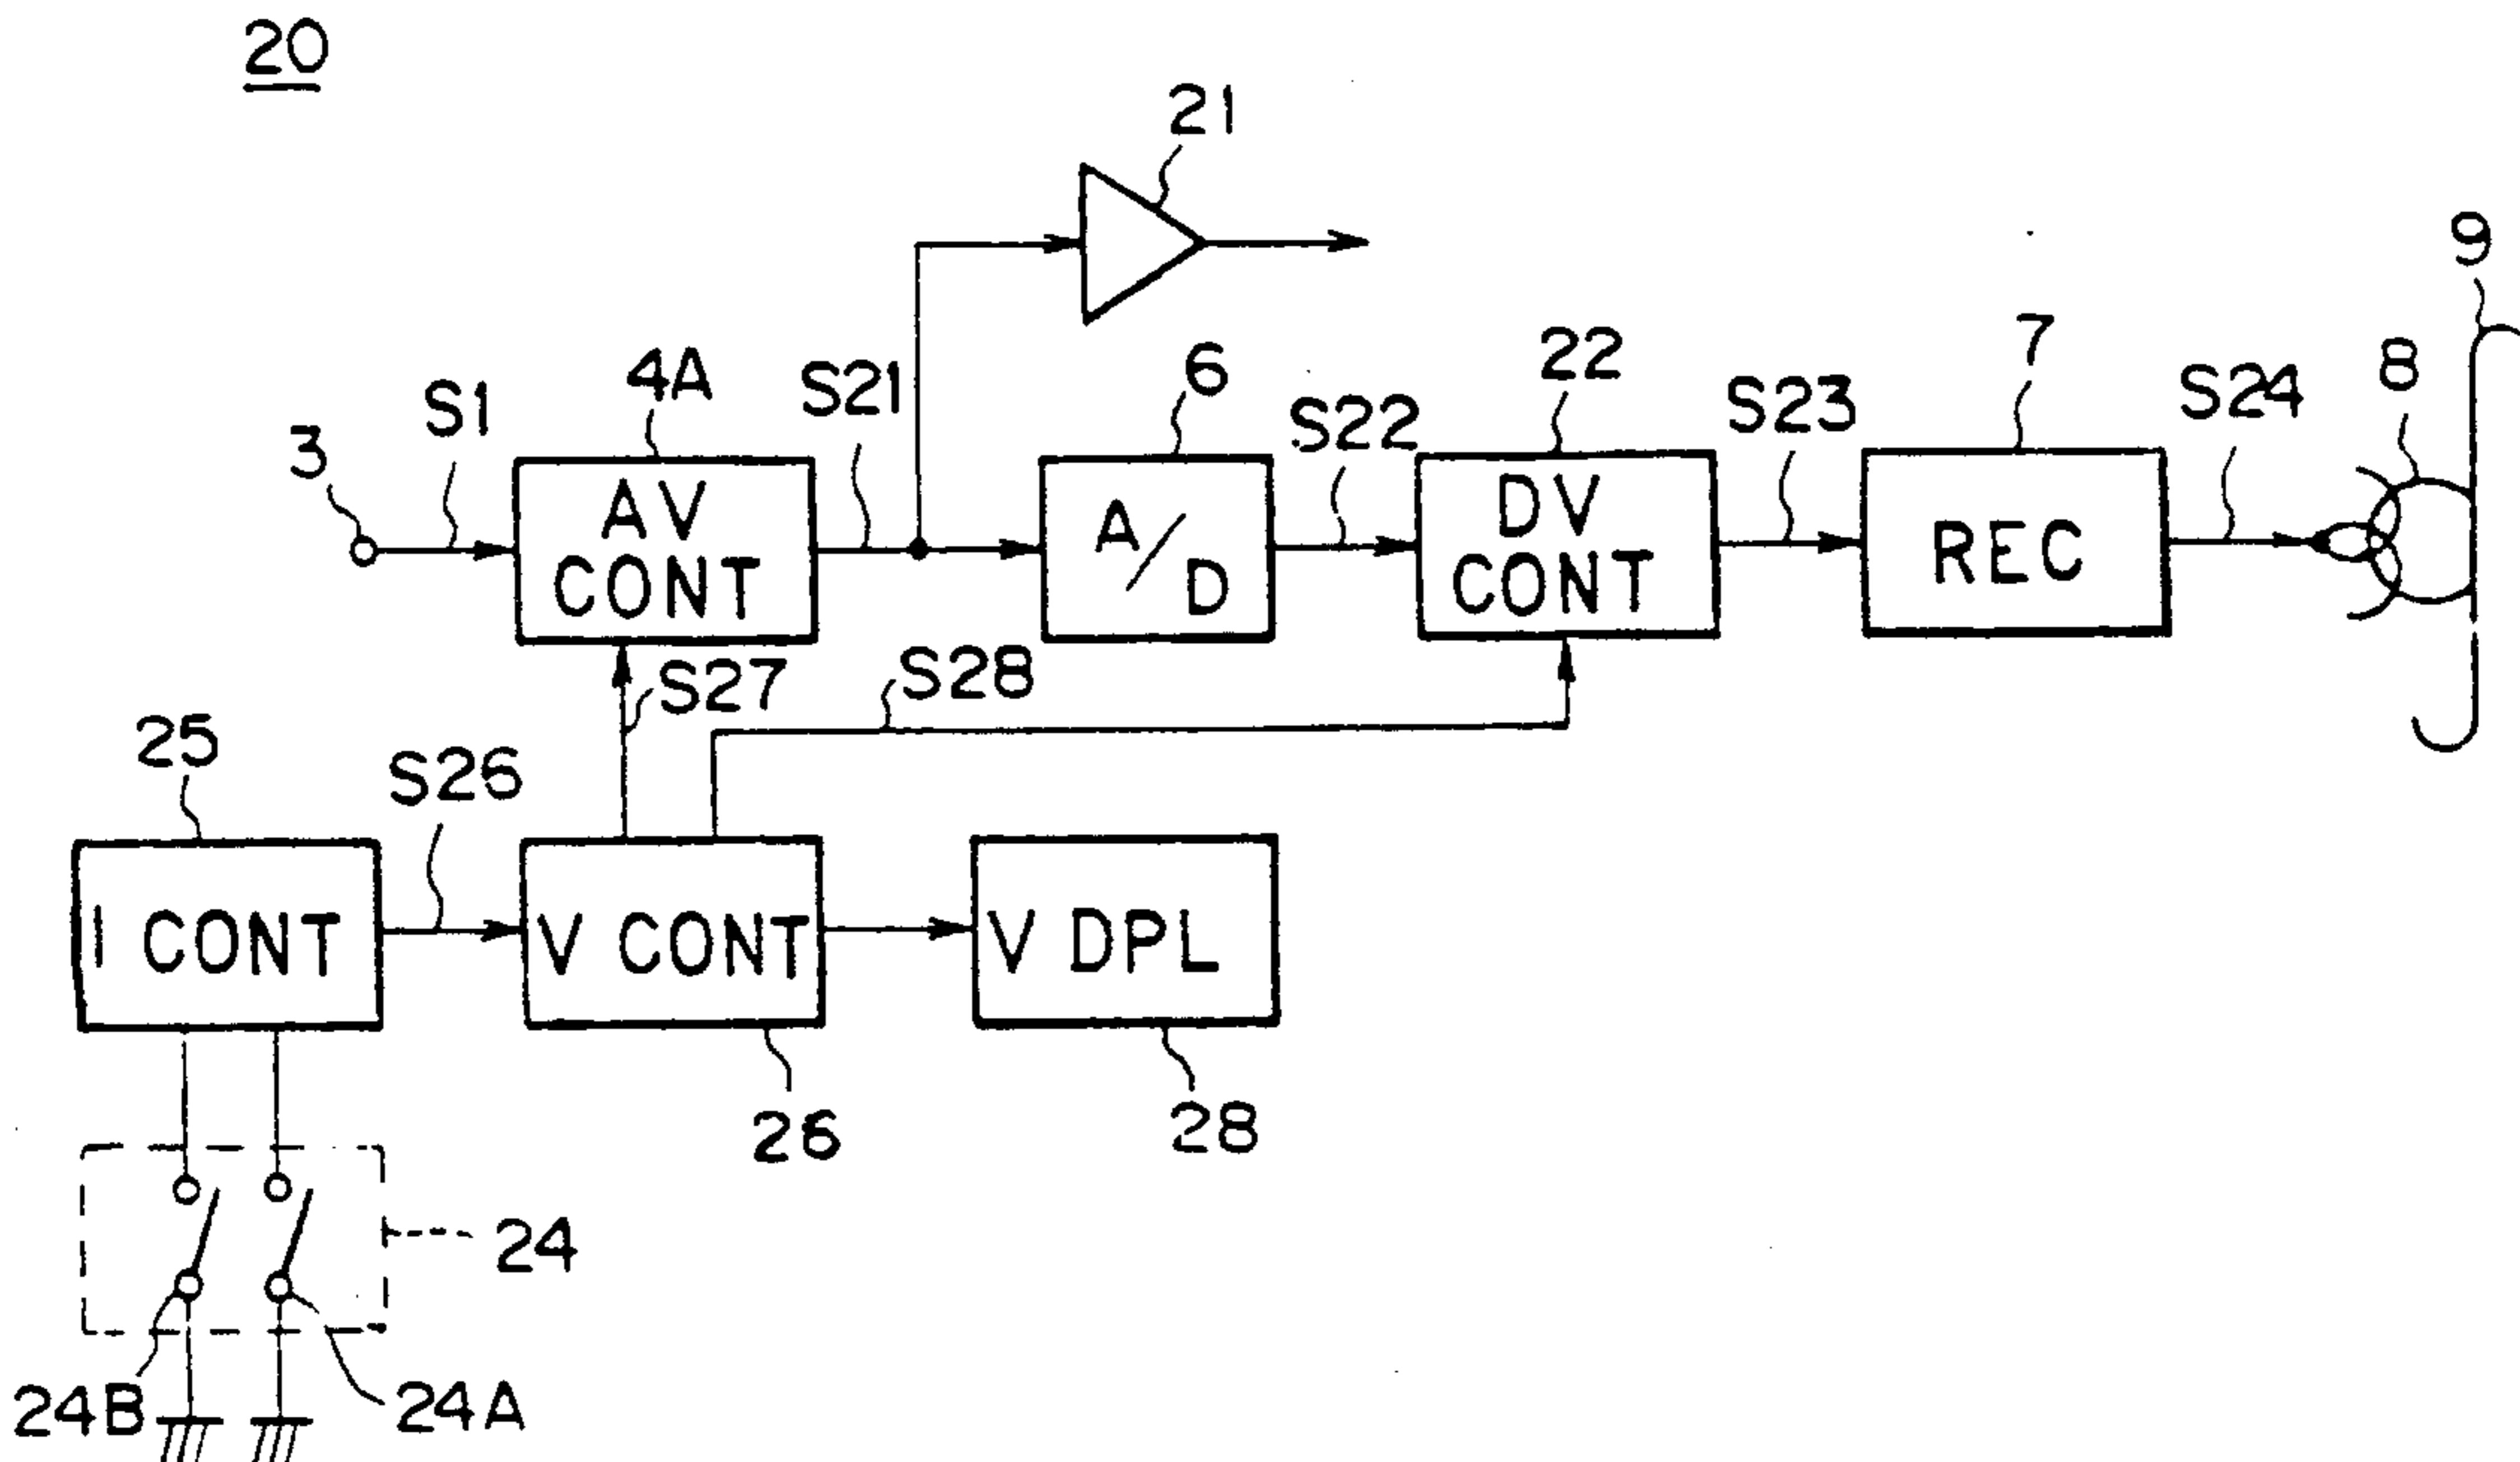 20
21
9
7
22
8
6
4A
S24
S21
S23
S1
S22
3
AV
CONT
A/D
DV
CONT
REC
S27
S28
25
S26
I CONT
V CONT
V DPL
26
28
24
24B
24A